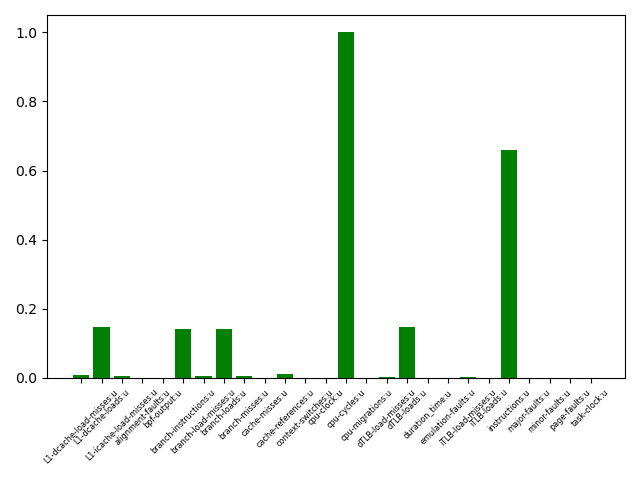 1.0
0.8
0.6
0.4
0.2
0.0
L1-dcache-load-misses:u
L1-dcache-loads:u
L1-icache-load-misses:u
alignment-faults:u
bpf-output:u
branch-instructions:u
branch-load-misses:u
branch-loads:u
branch-misses:u
cache-misses:u
cache-references:u
context-switches:u
cpu-clock:u
cpu-cycles:u
cpu-migrations:u
dTLB-load-misses:u
dTLB-loads:u
duration_time:u
emulation-faults:u
iTLB-load-misses:u
iTLB-loads:u
instructions:u
major-faults:u
minor-faults:u
page-faults:u
task-clock:u